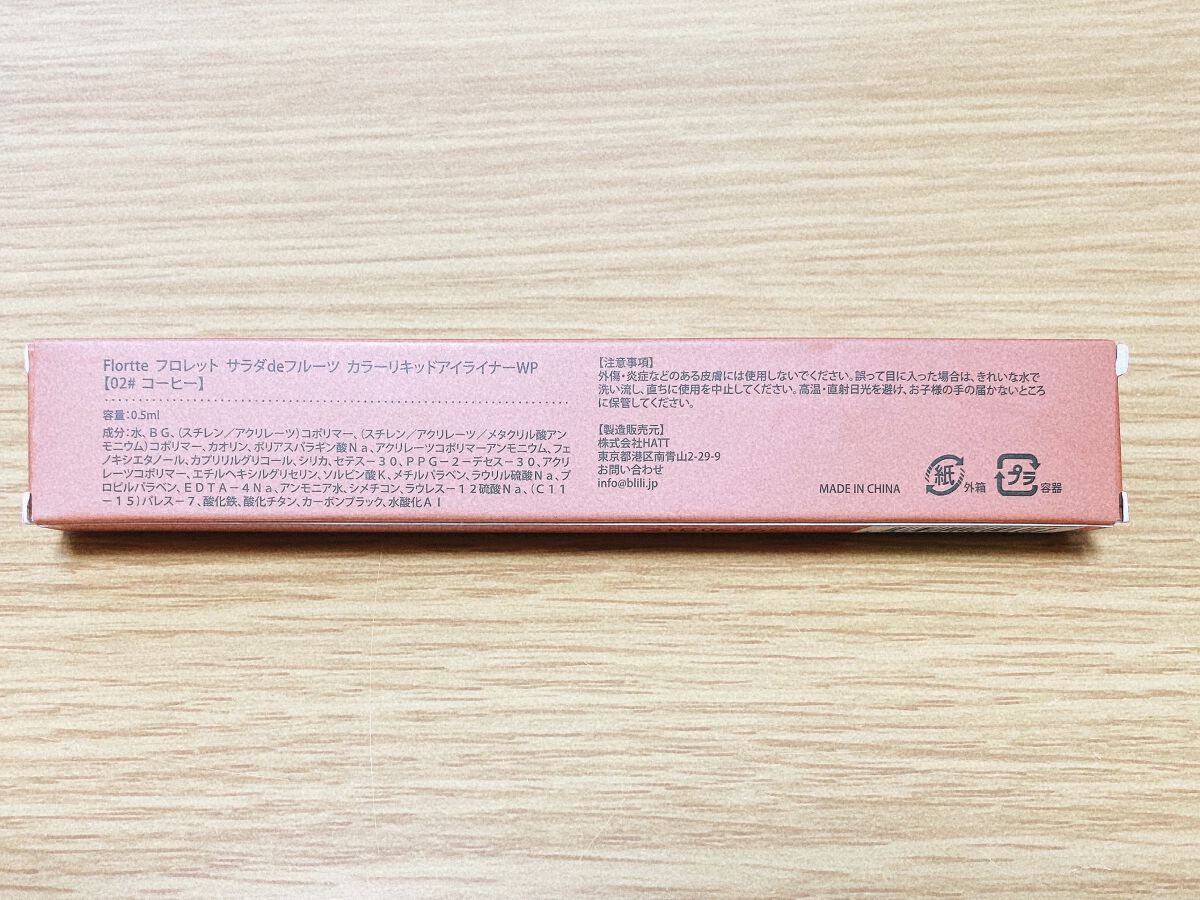 Flortte フロレット サラダdeフルーツ カラーリキッドアイライナーWP
【02# コーヒー】
容量:0.5ml
成分:水、BG、(スチレン/アクリレーツ)コポリマー、(スチレン/アクリレーツ/メタクリル酸アン
モニウム)コポリマー、カオリン、ポリアスパラギン酸Na、アクリレーツコポリマーアンモニウム、フェ
ノキシエタノール、カプリリルグリコール、シリカ、セテス-30、PPG-2-デセス-30、アクリ
レーツコポリマー、エチルヘキシルグリセリン、ソルビン酸K、メチルパラベン、ラウリル硫酸Na、プ
ロピルパラベン、EDTA-4Na、アンモニア水、シメチコン、ラウレス-12硫酸Na、(C11
-15)パレス-7、酸化鉄、酸化チタン、カーボンブラック、水酸化Al
【注意事項】
外傷・炎症などのある皮膚には使用しないでください。誤って目に入った場合は、きれいな水で
洗い流し、直ちに使用を中止してください。高温・直射日光を避け、お子様の手の届かないところ
に保管してください。
【製造販売元】
株式会社HATT
東京都港区南青山2-29-9
お問い合わせ
info@blili.jp
MADE IN CHINA
紙 外箱
プラ 容器